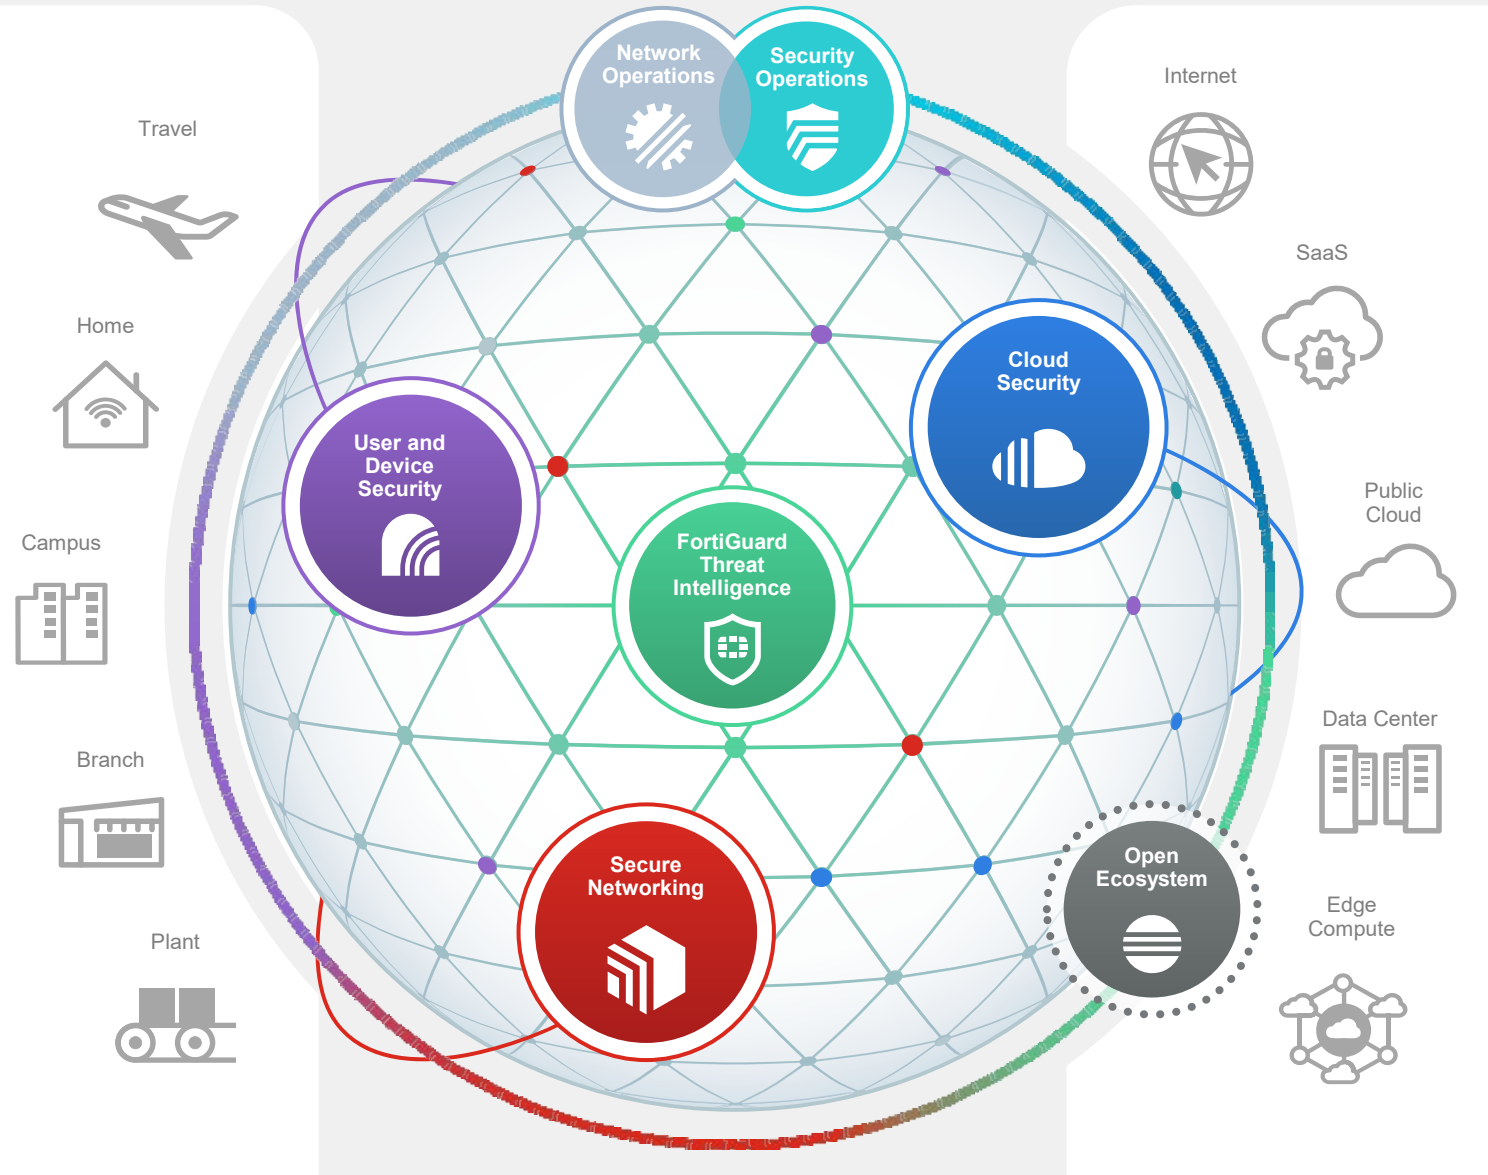 Network
Operations
Security
Operations
Travel
Home
Campus
Branch
Plant
User and
Device
Security
FortiGuard
Threat
Intelligence
Cloud
Security
Secure
Networking
Open
Ecosystem
Internet
SaaS
Public
Cloud
Data Center
Edge
Compute